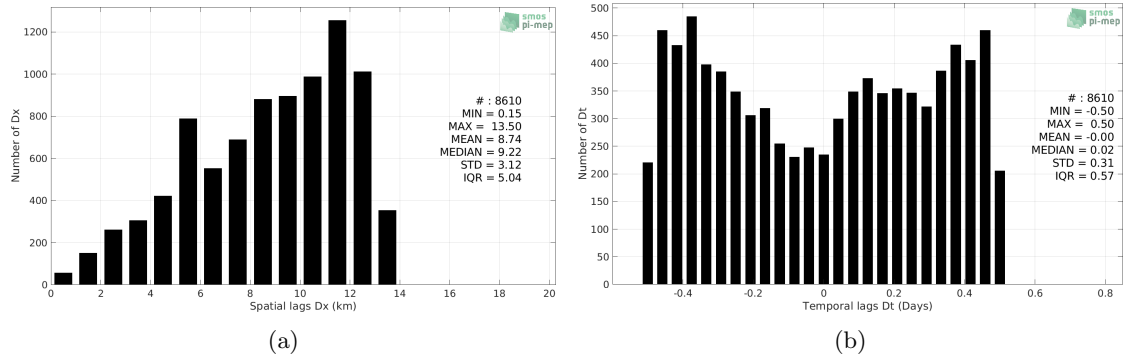 1200
1000
800
600
400
200
0
Number of Dx
smos
pi-mep
# : 8610
MIN = 0.15
MAX = 13.50
MEAN = 8.74
MEDIAN = 9.22
STD = 3.12
IQR = 5.04
0 2 4 6 8 10 12 14 16 18 20
Spatial lags Dx (km)
(a)
500
450
400
350
300
250
200
150
100
50
0
Number of Dt
smos
pi-mep
# : 8610
MIN = -0.50
MAX = 0.50
MEAN = -0.00
MEDIAN = 0.02
STD = 0.31
IQR = 0.57
-0.4 -0.2 0 0.2 0.4 0.6 0.8
Temporal lags Dt (Days)
(b)